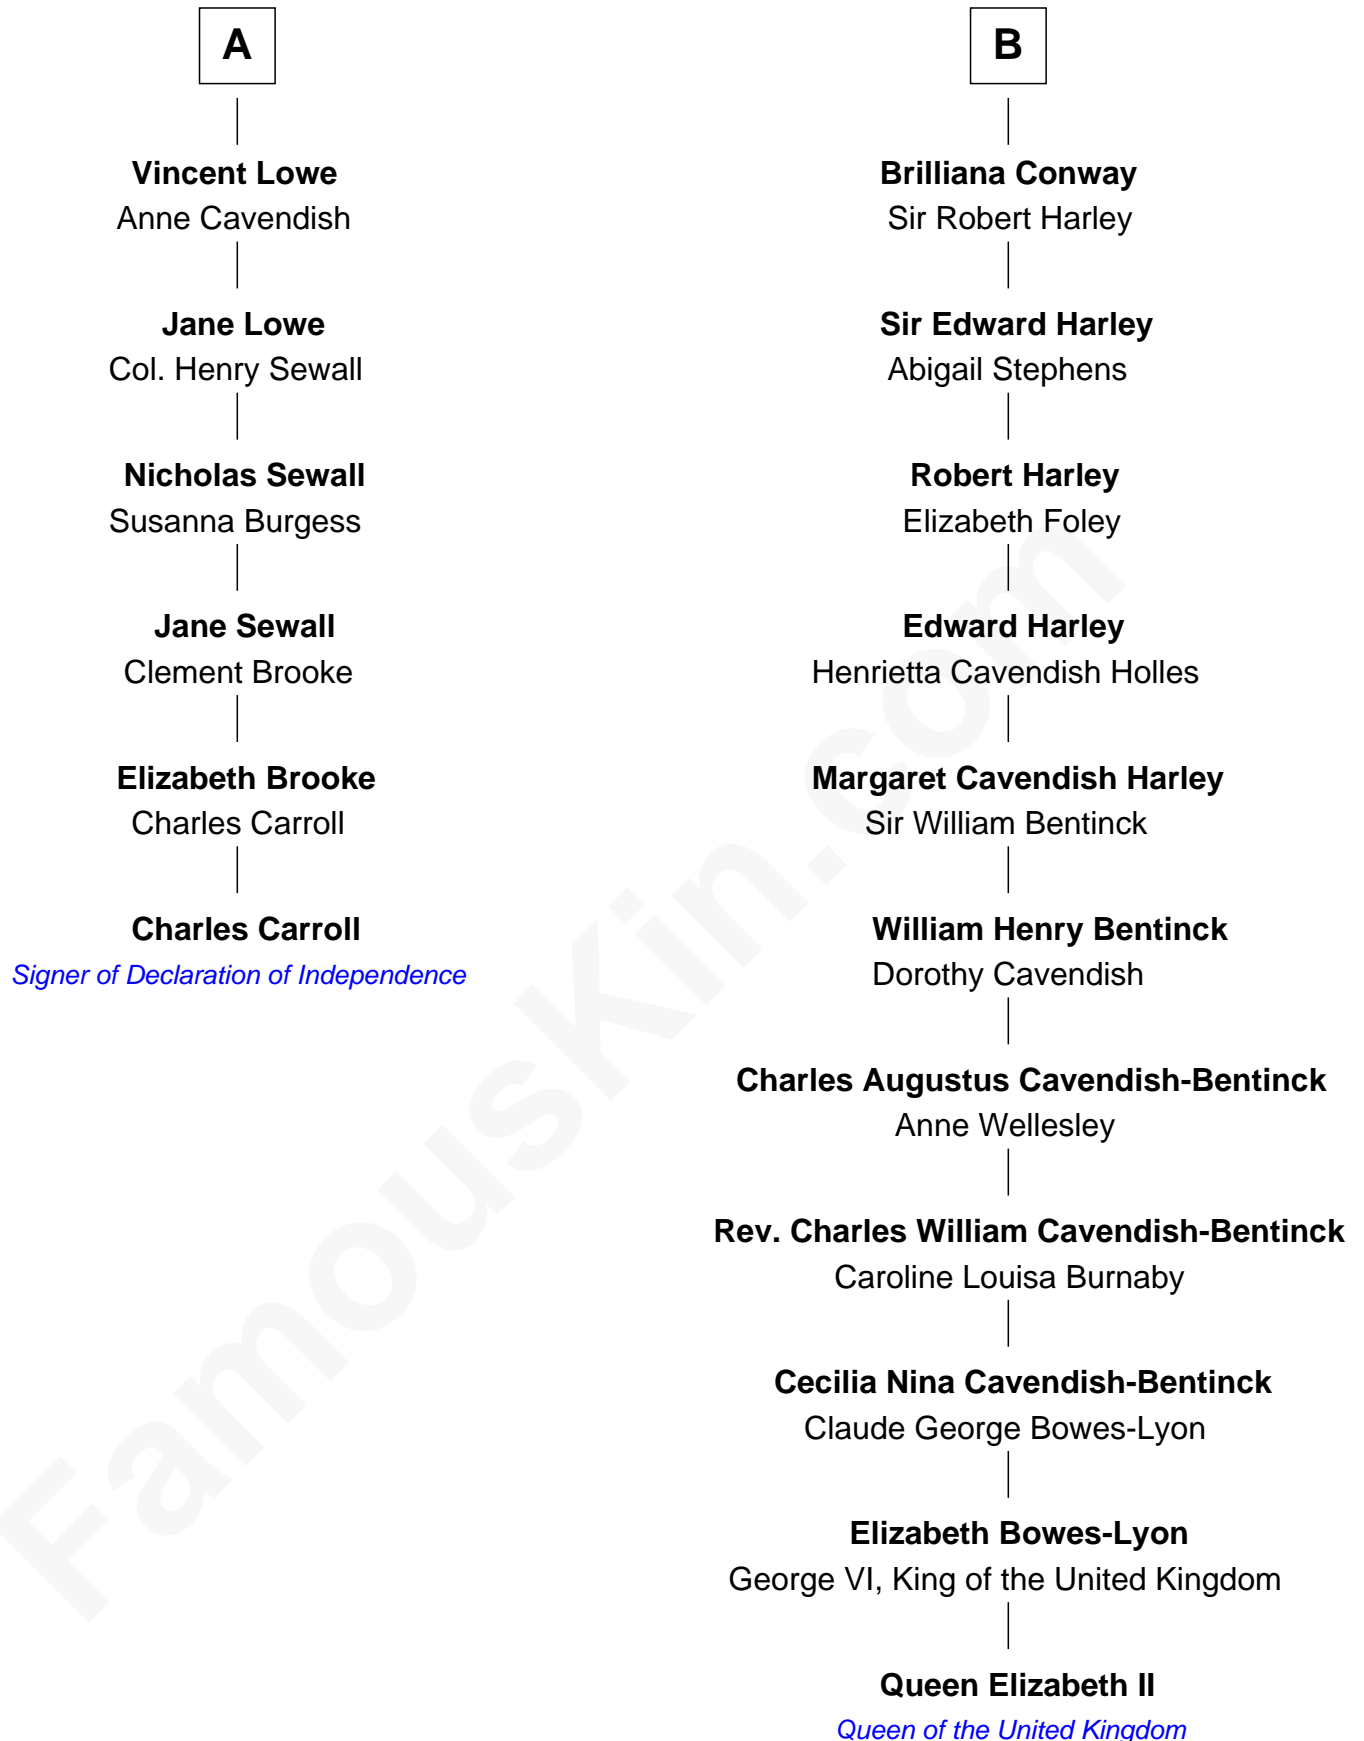 A
Vincent Lowe
Anne Cavendish
Jane Lowe
Col. Henry Sewall
Nicholas Sewall
Susanna Burgess
Jane Sewall
Clement Brooke
Elizabeth Brooke
Charles Carroll
Charles Carroll
Signer of Declaration of Independence
B
Brilliana Conway
Sir Robert Harley
Sir Edward Harley
Abigail Stephens
Robert Harley
Elizabeth Foley
Edward Harley
Henrietta Cavendish Holles
Margaret Cavendish Harley
Sir William Bentinck
William Henry Bentinck
Dorothy Cavendish
Charles Augustus Cavendish-Bentinck
Anne Wellesley
Rev. Charles William Cavendish-Bentinck
Caroline Louisa Burnaby
Cecilia Nina Cavendish-Bentinck
Claude George Bowes-Lyon
Elizabeth Bowes-Lyon
George VI, King of the United Kingdom
Queen Elizabeth II
Queen of the United Kingdom
FamousKin.com